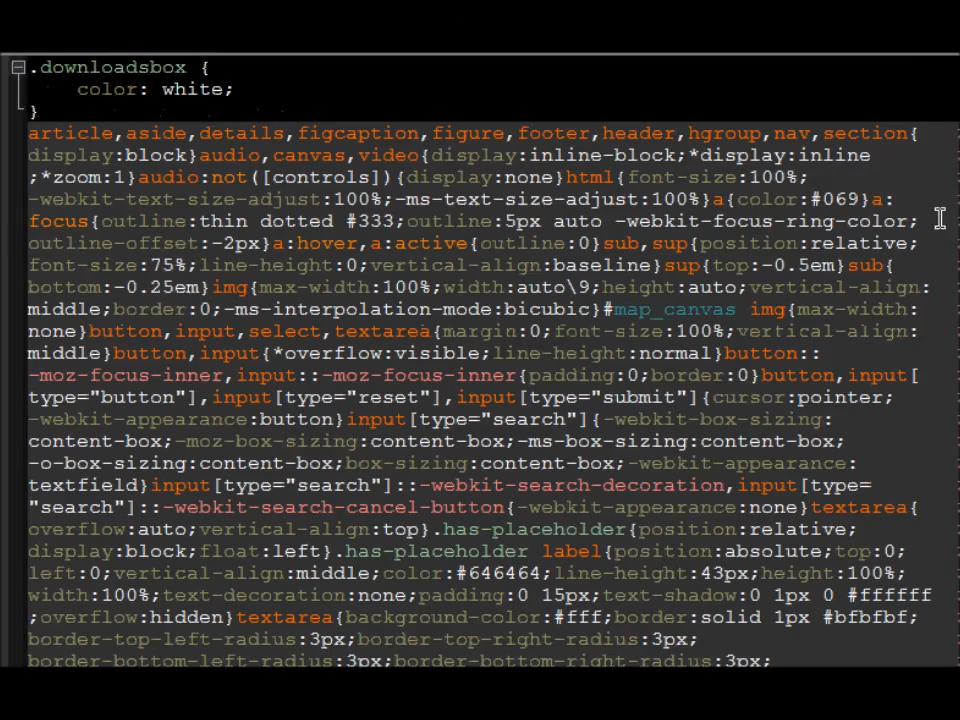 .downloadsbox {
color: white;
}
article,aside,details,figcaption,figure,footer,header,hgroup,nav,section{
display:block}audio,canvas,video{display:inline-block;*display:inline
;*zoom:1}audio:not([controls]){display:none}html{font-size:100%;
-webkit-text-size-adjust:100%;-ms-text-size-adjust:100%}a{color:#069}a:
focus{outline:thin dotted #333;outline:5px auto -webkit-focus-ring-color;
outline-offset:-2px}a:hover,a:active{outline:0}sub,sup{position:relative;
font-size:75%;line-height:0;vertical-align:baseline}sup{top:-0.5em}sub{
bottom:-0.25em}img{max-width:100%;width:auto\9;height:auto;vertical-align:
middle;border:0;-ms-interpolation-mode:bicubic}#map_canvas img{max-width:
none}button,input,select,textarea{margin:0;font-size:100%;vertical-align:
middle}button,input{*overflow:visible;line-height:normal}button::
-moz-focus-inner,input::-moz-focus-inner{padding:0;border:0}button,input[
type="button"],input[type="reset"],input[type="submit"]{cursor:pointer;
-webkit-appearance:button}input[type="search"]{-webkit-box-sizing:
content-box;-moz-box-sizing:content-box;-ms-box-sizing:content-box;
-o-box-sizing:content-box;box-sizing:content-box;-webkit-appearance:
textfield}input[type="search"]::-webkit-search-decoration,input[type=
"search"]::-webkit-search-cancel-button{-webkit-appearance:none}textarea{
overflow:auto;vertical-align:top}.has-placeholder{position:relative;
display:block;float:left}.has-placeholder label{position:absolute;top:0;
left:0;vertical-align:middle;color:#646464;line-height:43px;height:100%;
width:100%;text-decoration:none;padding:0 15px;text-shadow:0 1px 0 #ffffff
;overflow:hidden}textarea{background-color:#fff;border:solid 1px #bfbfbf;
border-top-left-radius:3px;border-top-right-radius:3px;
border-bottom-left-radius:3px;border-bottom-right-radius:3px;